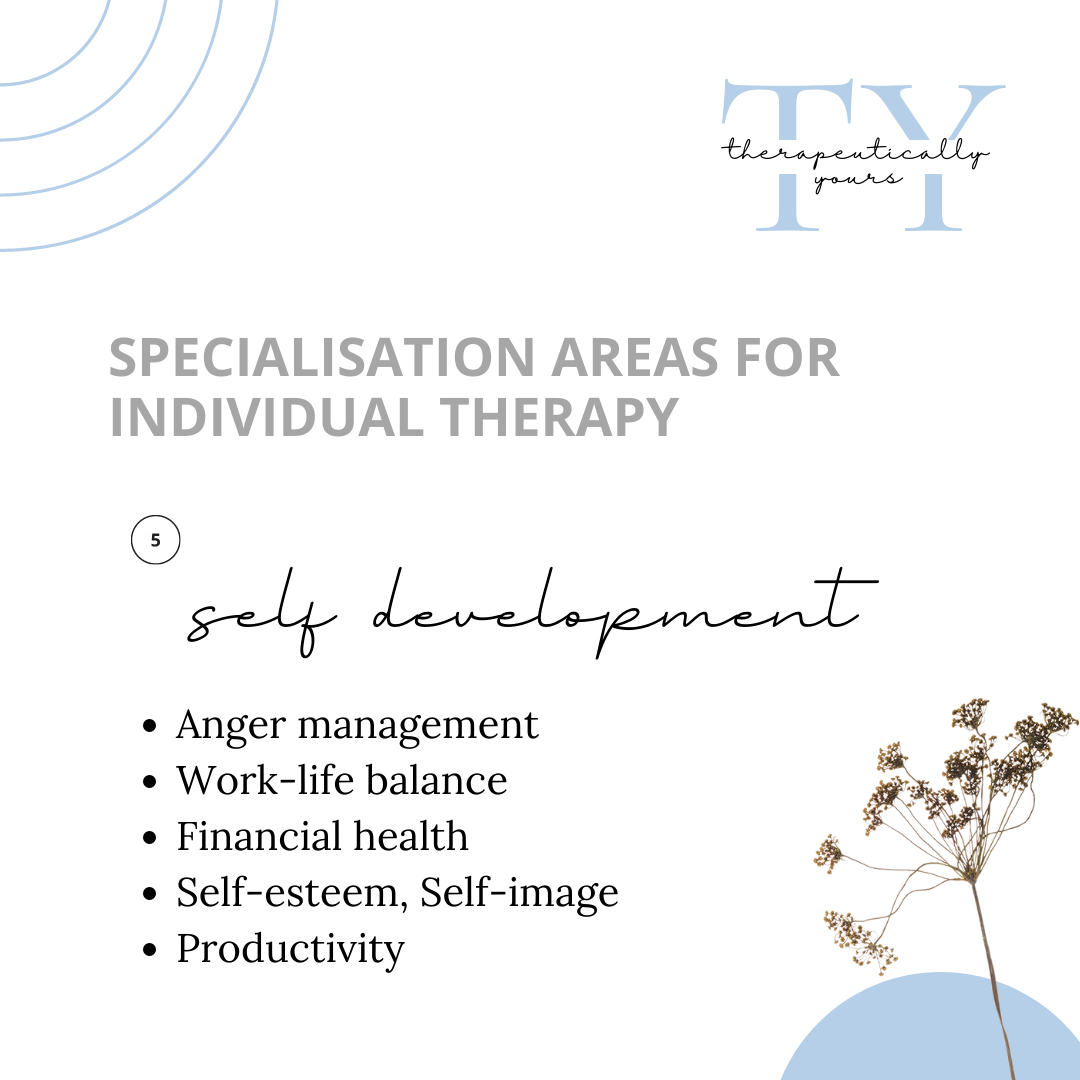 TY
therapeutically
yours
SPECIALISATION AREAS FOR
INDIVIDUAL THERAPY
5
self development
• Anger management
• Work-life balance
• Financial health
• Self-esteem, Self-image
• Productivity